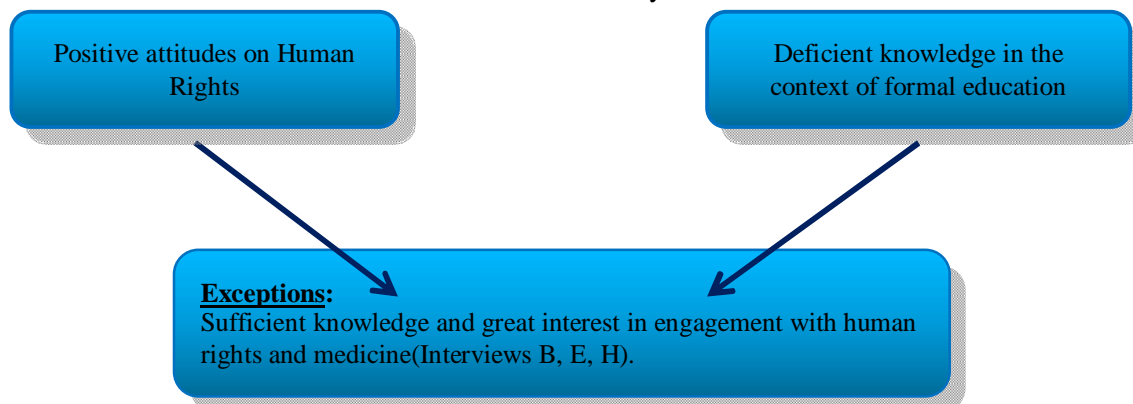 Positive attitudes on Human
Rights
Deficient knowledge in the
context of formal education
Exceptions:
Sufficient knowledge and great interest in engagement with human
rights and medicine(Interviews B, E, H).